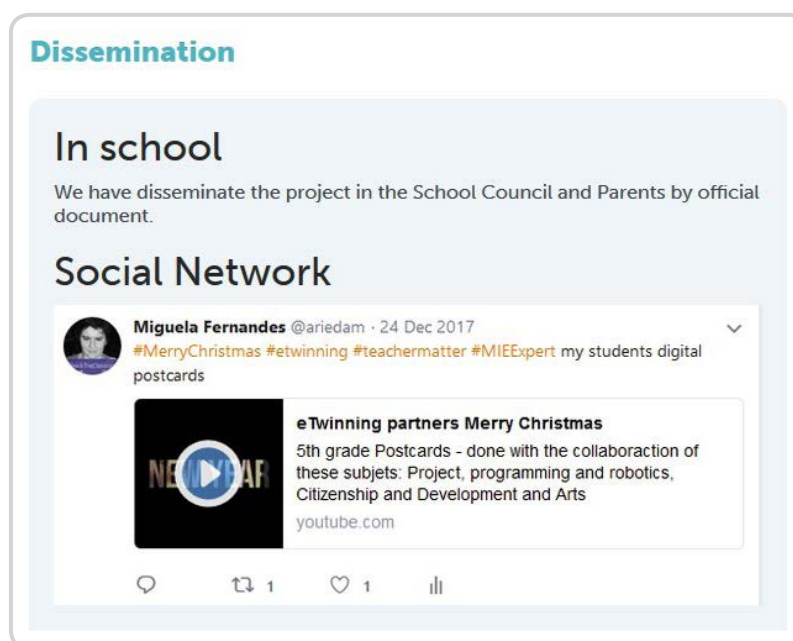 Dissemination
In school
We have disseminate the project in the School Council and Parents by official
document.
Social Network
Miguela Fernandes @ariedam · 24 Dec 2017
#MerryChristmas #etwinning #teachermatter #MIEExpert my students digital
postcards
eTwinning partners Merry Christmas
5th grade Postcards - done with the collaboraction of
these subjets: Project, programming and robotics,
Citizenship and Development and Arts
youtube.com
1 1